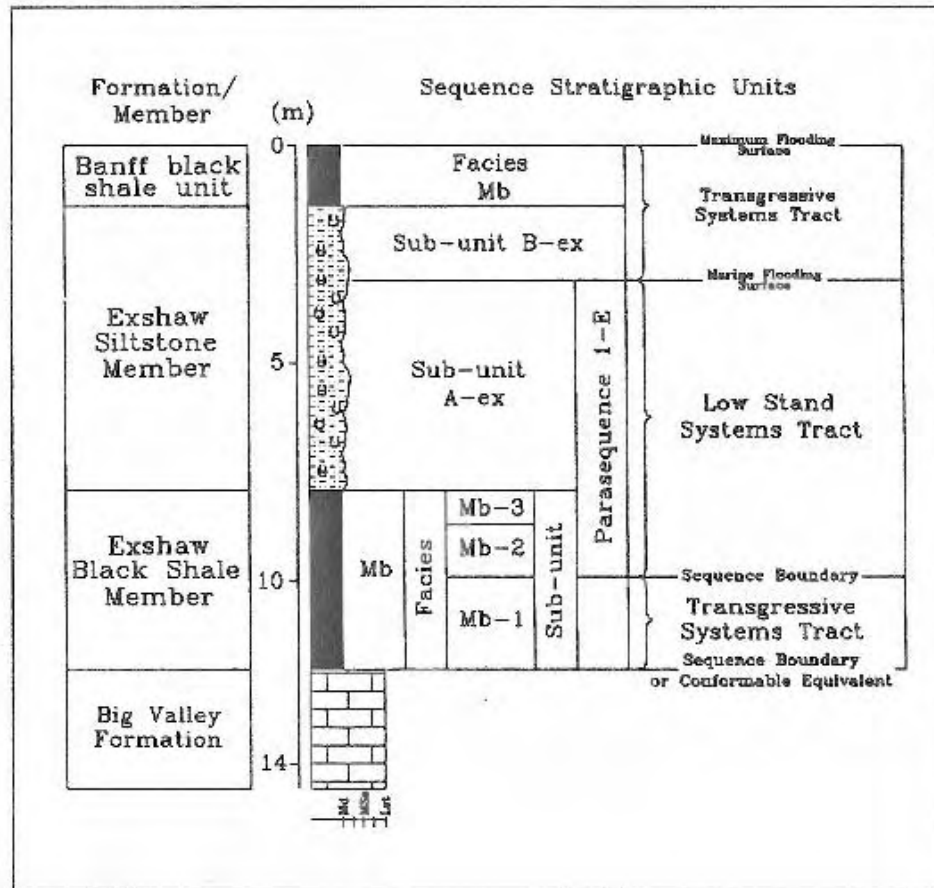 Formation/
Member
(m)
Sequence Stratigraphic Units
0
Banff black
shale unit
Facies
Mb
Maximum Flooding
Surface
Transgressive
Systems Tract
Sub-unit B-ex
Marine Flooding
Surface
Exshaw
Siltstone
Member
5
Sub-unit
A-ex
Parasequence 1-E
Low Stand
Systems Tract
Exshaw
Black Shale
Member
10
Mb
Facies
Mb-3
Mb-2
Mb-1
Sub-unit
Sequence Boundary
Transgressive
Systems Tract
Sequence Boundary
or Conformable Equivalent
Big Valley
Formation
14
Md
Lst